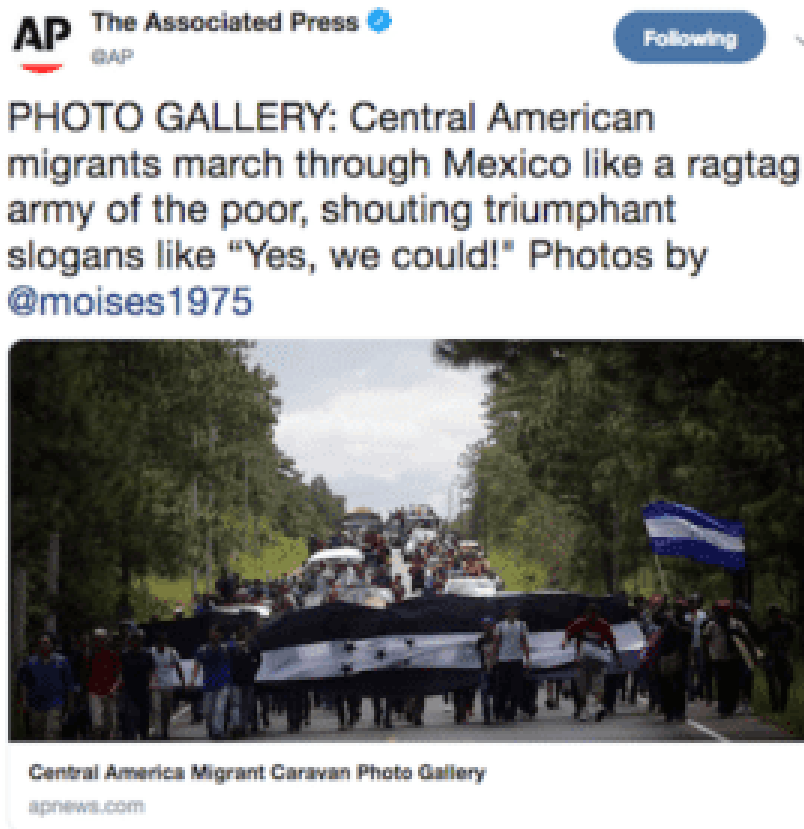 AP The Associated Press
@AP
Following
PHOTO GALLERY: Central American
migrants march through Mexico like a ragtag
army of the poor, shouting triumphant
slogans like “Yes, we could!" Photos by
@moises1975
Central America Migrant Caravan Photo Gallery
apnews.com